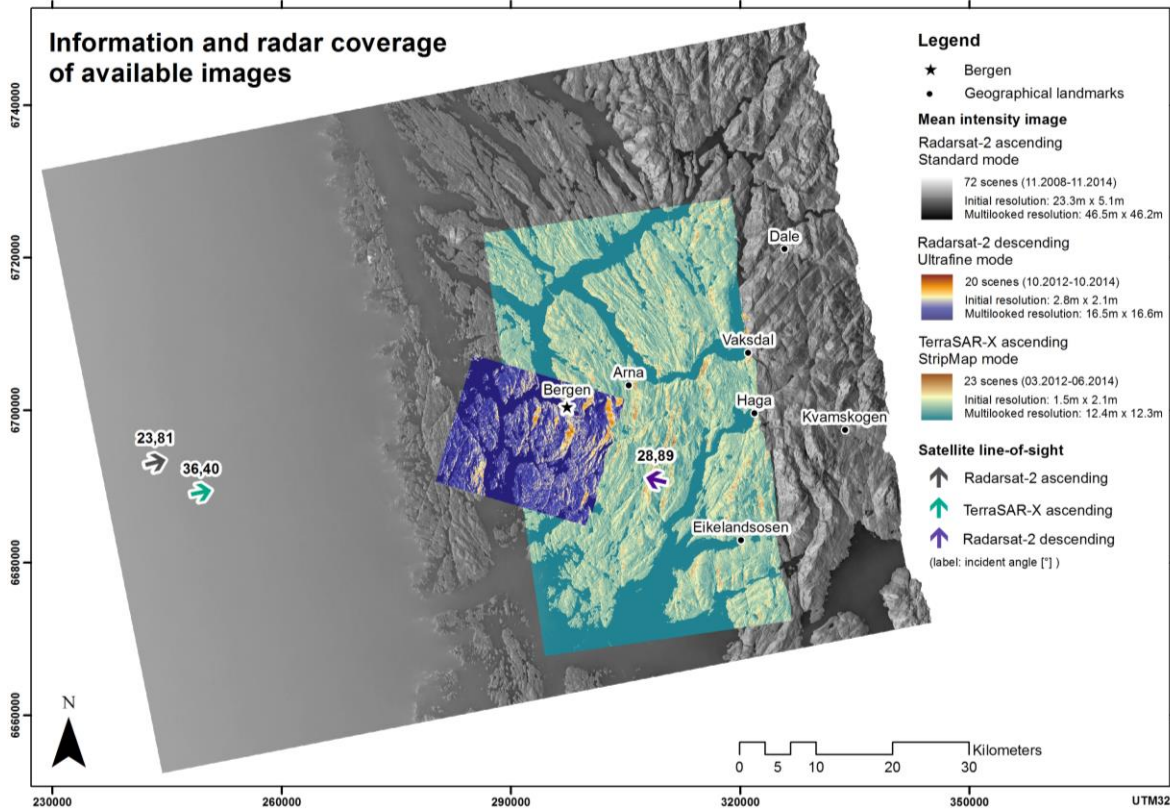 Information and radar coverage
of available images
Legend
Bergen
Geographical landmarks
Mean intensity image
Radarsat-2 ascending
Standard mode
72 scenes (11.2008-11.2014)
Initial resolution: 23.3m x 5.1m
Multilooked resolution: 46.5m x 46.2m
Radarsat-2 descending
Ultrafine mode
20 scenes (10.2012-10.2014)
Initial resolution: 2.8m x 2.1m
Multilooked resolution: 16.5m x 16.6m
TerraSAR-X ascending
StripMap mode
23 scenes (03.2012-06.2014)
Initial resolution: 1.5m x 2.1m
Multilooked resolution: 12.4m x 12.3m
Satellite line-of-sight
Radarsat-2 ascending
TerraSAR-X ascending
Radarsat-2 descending
(label: incident angle [°] )
Dale
Vaksdal
Arna
Bergen
Haga
Kvamskogen
23,81
36,40
28,89
Eikelandsosen
N
Kilometers
0 5 10 20 30
6740000
6720000
6700000
6680000
6660000
230000 260000 290000 320000 350000 UTM32